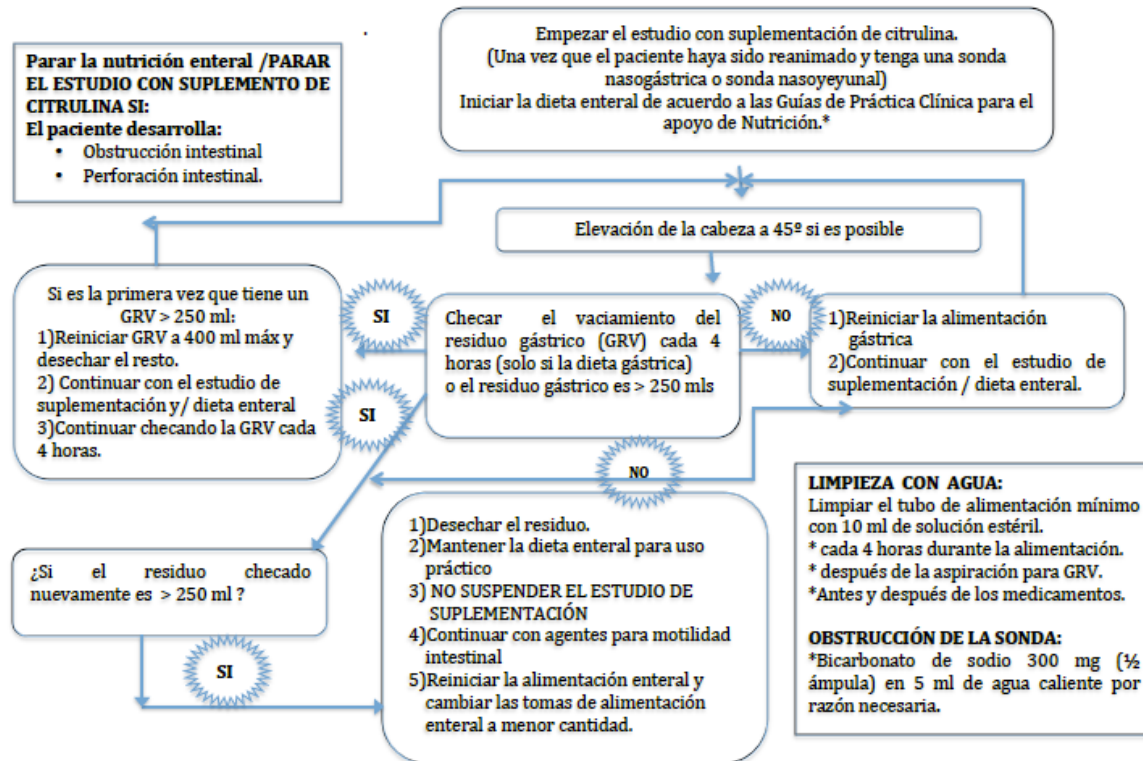 Parar la nutrición enteral /PARAR
EL ESTUDIO CON SUPLEMENTO DE
CITRULINA SI:
El paciente desarrolla:
• Obstrucción intestinal
• Perforación intestinal.
Empezar el estudio con suplementación de citrulina.
(Una vez que el paciente haya sido reanimado y tenga una sonda
nasogástrica o sonda nasoyeyunal)
Iniciar la dieta enteral de acuerdo a las Guías de Práctica Clínica para el
apoyo de Nutrición.*
Elevación de la cabeza a 45º si es posible
Si es la primera vez que tiene un
GRV > 250 ml:
1)Reiniciar GRV a 400 ml máx y
desechar el resto.
2) Continuar con el estudio de
suplementación y/ dieta enteral
3)Continuar checando la GRV cada
4 horas.
SI
Checar el vaciamiento del
residuo gástrico (GRV) cada 4
horas (solo si la dieta gástrica)
o el residuo gástrico es > 250 mls
NO
1)Reiniciar la alimentación
gástrica
2)Continuar con el estudio de
suplementación / dieta enteral.
SI
NO
¿Si el residuo checado
nuevamente es > 250 ml ?
SI
1)Desechar el residuo.
2)Mantener la dieta enteral para uso
práctico
3) NO SUSPENDER EL ESTUDIO DE
SUPLEMENTACIÓN
4)Continuar con agentes para motilidad
intestinal
5)Reiniciar la alimentación enteral y
cambiar las tomas de alimentación
enteral a menor cantidad.
LIMPIEZA CON AGUA:
Limpiar el tubo de alimentación mínimo
con 10 ml de solución estéril.
* cada 4 horas durante la alimentación.
* después de la aspiración para GRV.
*Antes y después de los medicamentos.
OBSTRUCCIÓN DE LA SONDA:
*Bicarbonato de sodio 300 mg (½
ámpula) en 5 ml de agua caliente por
razón necesaria.